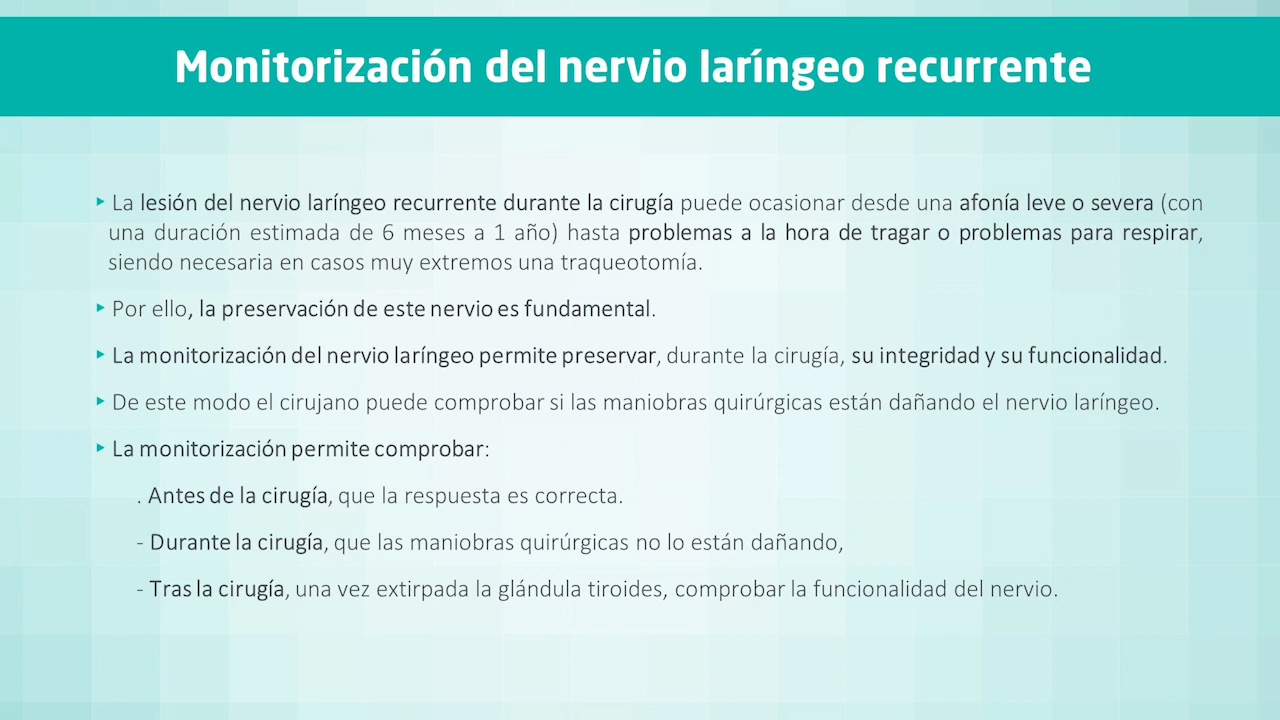 Monitorización del nervio laríngeo recurrente
▸ La lesión del nervio laríngeo recurrente durante la cirugía puede ocasionar desde una afonía leve o severa (con
una duración estimada de 6 meses a 1 año) hasta problemas a la hora de tragar o problemas para respirar,
siendo necesaria en casos muy extremos una traqueotomía.
▸ Por ello, la preservación de este nervio es fundamental.
▸ La monitorización del nervio laríngeo permite preservar, durante la cirugía, su integridad y su funcionalidad.
▸ De este modo el cirujano puede comprobar si las maniobras quirúrgicas están dañando el nervio laríngeo.
▸ La monitorización permite comprobar:
. Antes de la cirugía, que la respuesta es correcta.
- Durante la cirugía, que las maniobras quirúrgicas no lo están dañando,
- Tras la cirugía, una vez extirpada la glándula tiroides, comprobar la funcionalidad del nervio.